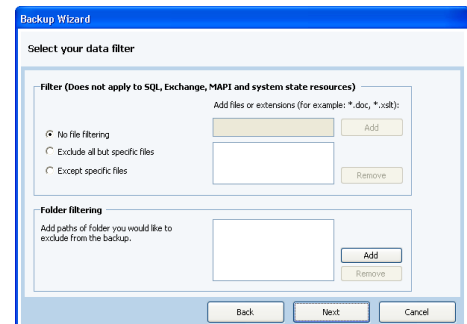 Backup Wizard
Select your data filter
Filter (Does not apply to SQL, Exchange, MAPI and system state resources)
Add files or extensions (for example: *.doc, *.xslt):
Add
No file filtering
Exclude all but specific files
Except specific files
Remove
Folder filtering
Add paths of folder you would like to
exclude from the backup.
Add
Remove
Back Next Cancel